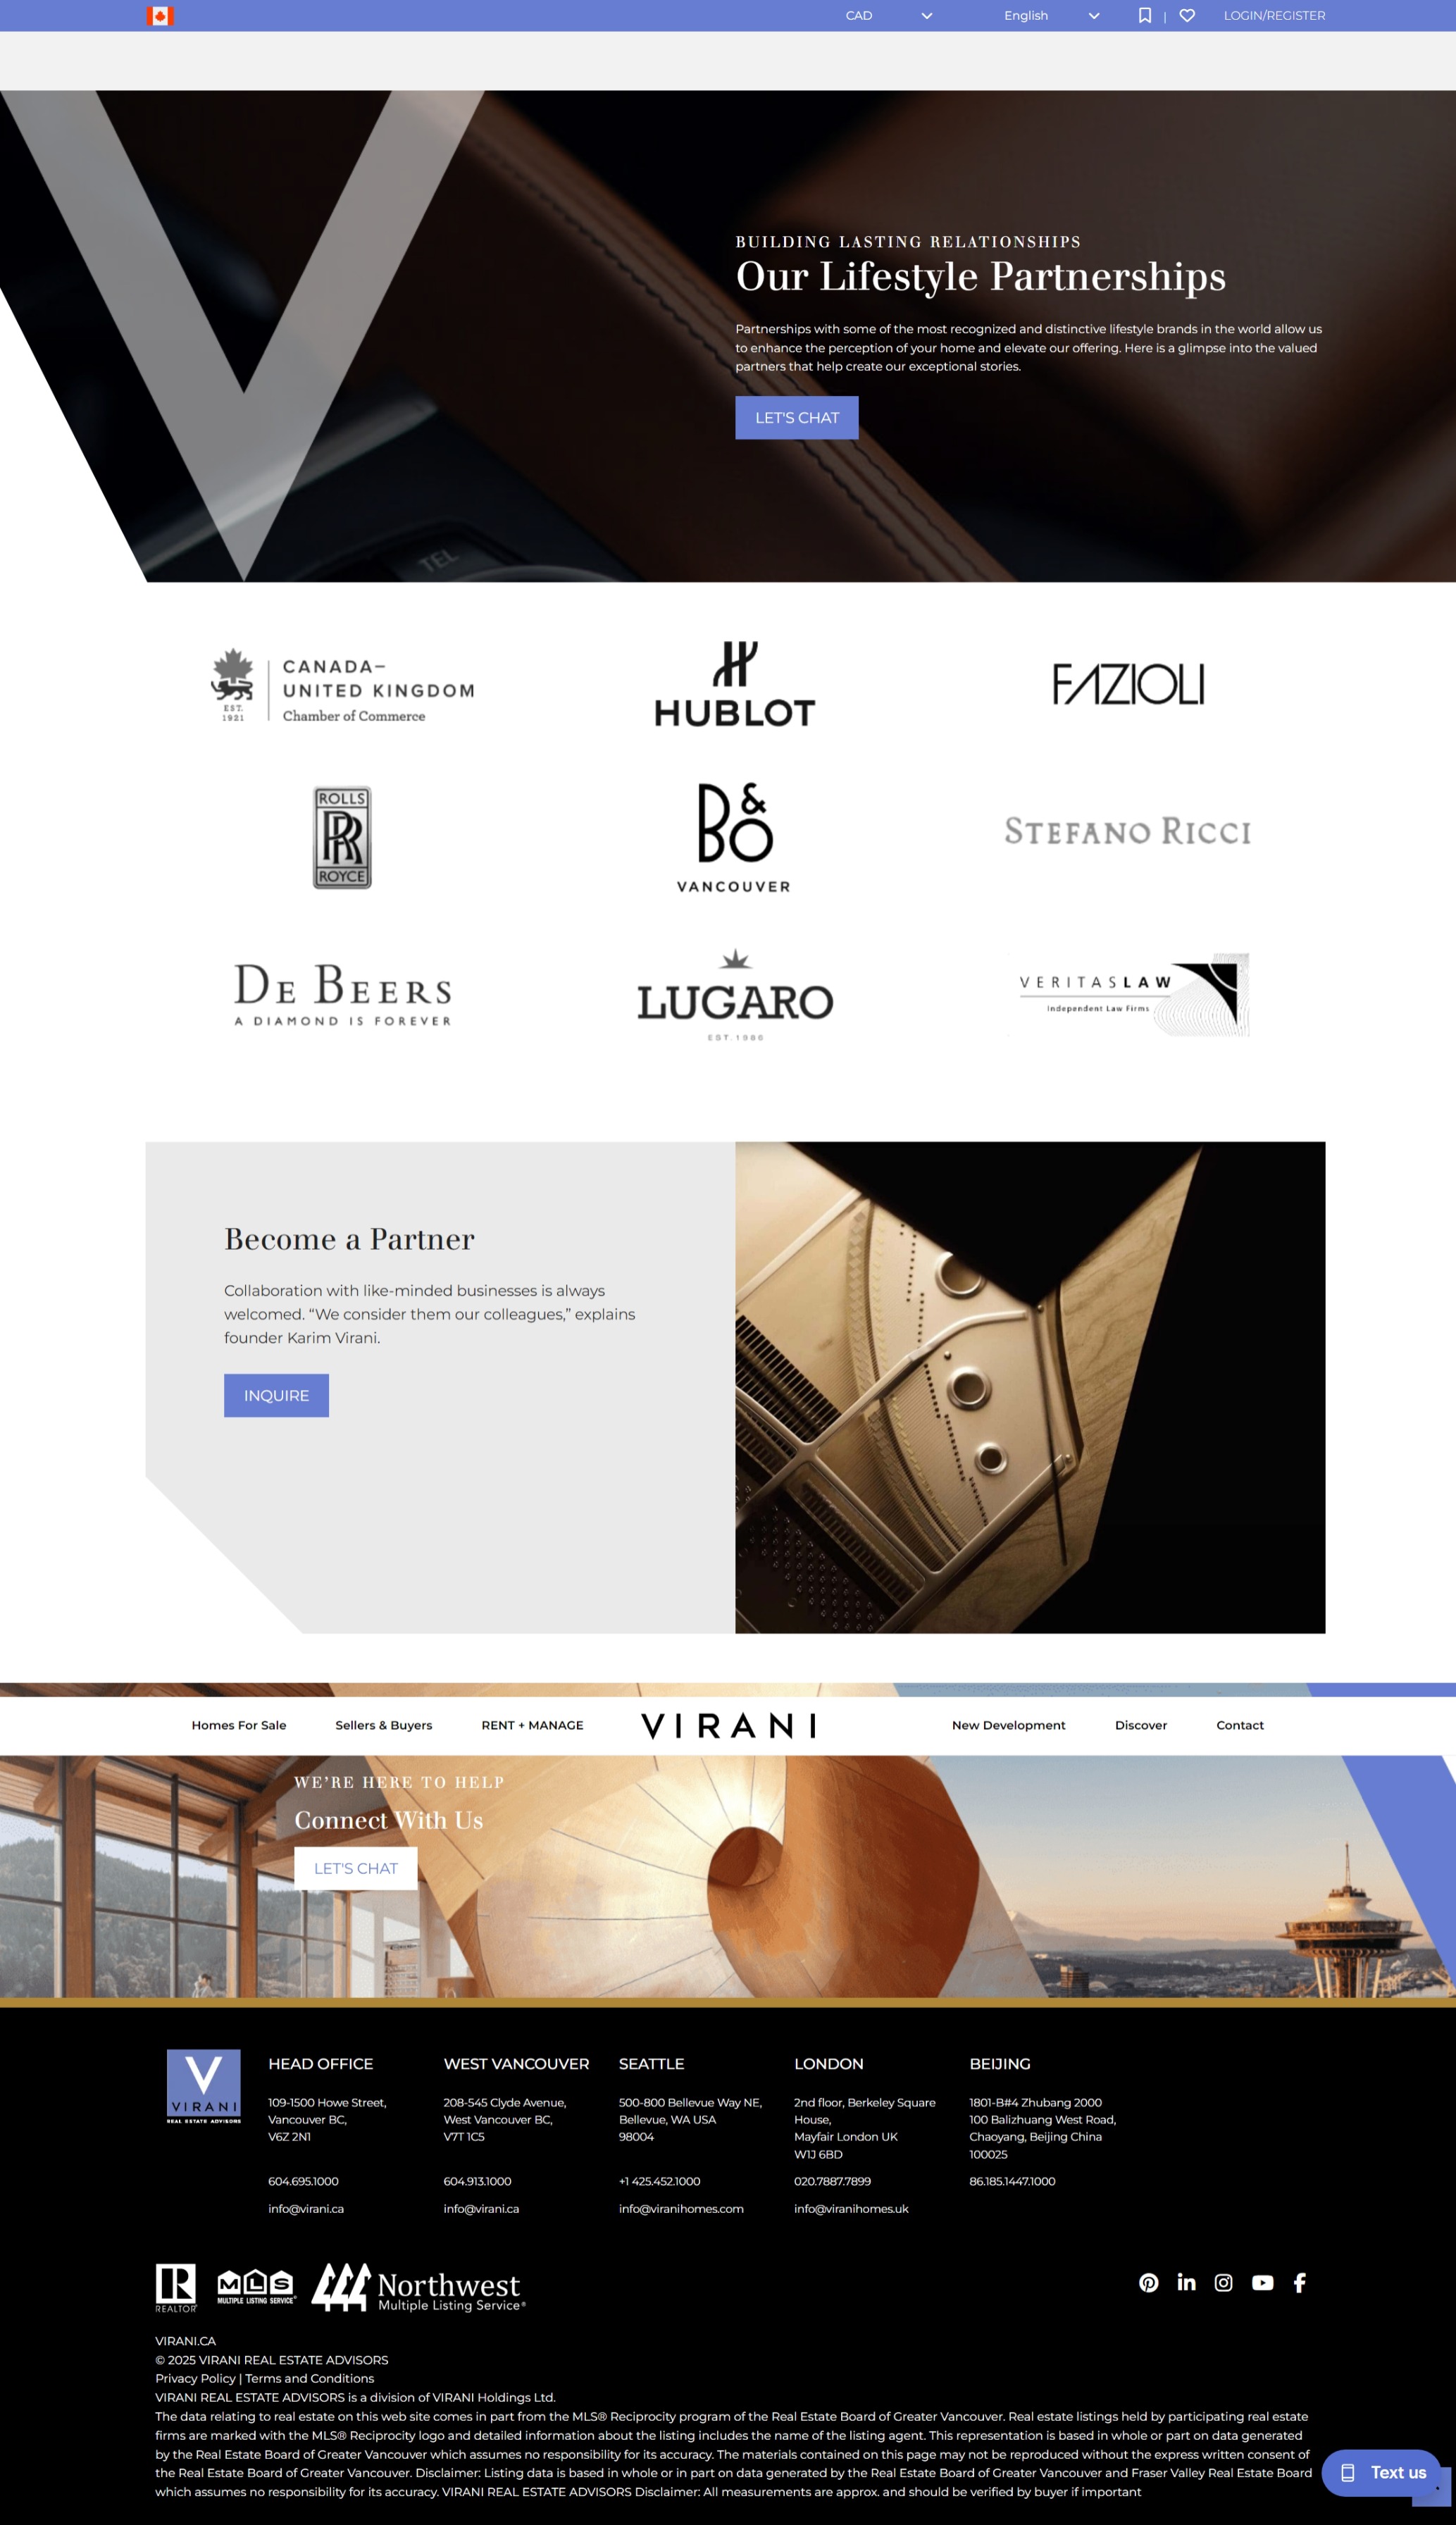 CAD
English
|
LOGIN/REGISTER
BUILDING LASTING RELATIONSHIPS
Our Lifestyle Partnerships
Partnerships with some of the most recognized and distinctive lifestyle brands in the world allow us
to enhance the perception of your home and elevate our offering. Here is a glimpse into the valued
partners that help create our exceptional stories.
LET'S CHAT
TEL
CANADA–
UNITED KINGDOM
Chamber of Commerce
EST.
1921
HUBLOT
FAZIOLI
ROLLS
RR
ROYCE
B&O
VANCOUVER
STEFANO RICCI
DE BEERS
A DIAMOND IS FOREVER
LUGARO
EST. 1986
VERITASLAW
Independent Law Firms
Become a Partner
Collaboration with like-minded businesses is always
welcomed. “We consider them our colleagues,” explains
founder Karim Virani.
INQUIRE
Homes For Sale
Sellers & Buyers
RENT + MANAGE
VIRANI
New Development
Discover
Contact
WE’RE HERE TO HELP
Connect With Us
LET'S CHAT
V
VIRANI
REAL ESTATE ADVISORS
HEAD OFFICE
109-1500 Howe Street,
Vancouver BC,
V6Z 2N1
604.695.1000
info@virani.ca
WEST VANCOUVER
208-545 Clyde Avenue,
West Vancouver BC,
V7T 1C5
604.913.1000
info@virani.ca
SEATTLE
500-800 Bellevue Way NE,
Bellevue, WA USA
98004
+1 425.452.1000
info@viranihomes.com
LONDON
2nd floor, Berkeley Square
House,
Mayfair London UK
W1J 6BD
020.7887.7899
info@viranihomes.uk
BEIJING
1801-B#4 Zhubang 2000
100 Balizhuang West Road,
Chaoyang, Beijing China
100025
86.185.1447.1000
R
REALTOR®
MLS
MULTIPLE LISTING SERVICE®
Northwest
Multiple Listing Service®
VIRANI.CA
© 2025 VIRANI REAL ESTATE ADVISORS
Privacy Policy | Terms and Conditions
VIRANI REAL ESTATE ADVISORS is a division of VIRANI Holdings Ltd.
The data relating to real estate on this web site comes in part from the MLS® Reciprocity program of the Real Estate Board of Greater Vancouver. Real estate listings held by participating real estate
firms are marked with the MLS® Reciprocity logo and detailed information about the listing includes the name of the listing agent. This representation is based in whole or part on data generated
by the Real Estate Board of Greater Vancouver which assumes no responsibility for its accuracy. The materials contained on this page may not be reproduced without the express written consent of
the Real Estate Board of Greater Vancouver. Disclaimer: Listing data is based in whole or in part on data generated by the Real Estate Board of Greater Vancouver and Fraser Valley Real Estate Board
which assumes no responsibility for its accuracy. VIRANI REAL ESTATE ADVISORS Disclaimer: All measurements are approx. and should be verified by buyer if important
Text us